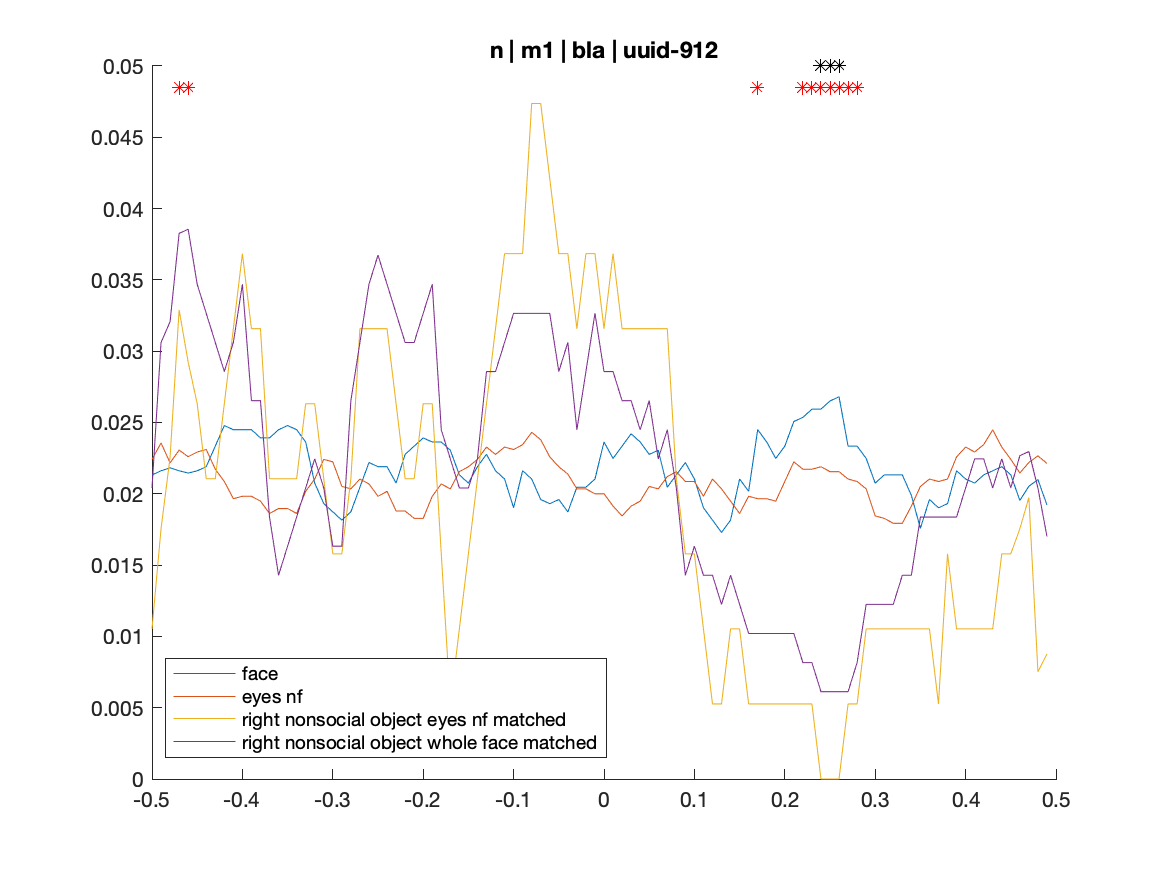 n | m1 | bla | uuid-912
0.05
0.045
0.04
0.035
0.03
0.025
0.02
0.015
0.01
0.005
0
face
eyes nf
right nonsocial object eyes nf matched
right nonsocial object whole face matched
-0.5 -0.4 -0.3 -0.2 -0.1 0 0.1 0.2 0.3 0.4 0.5